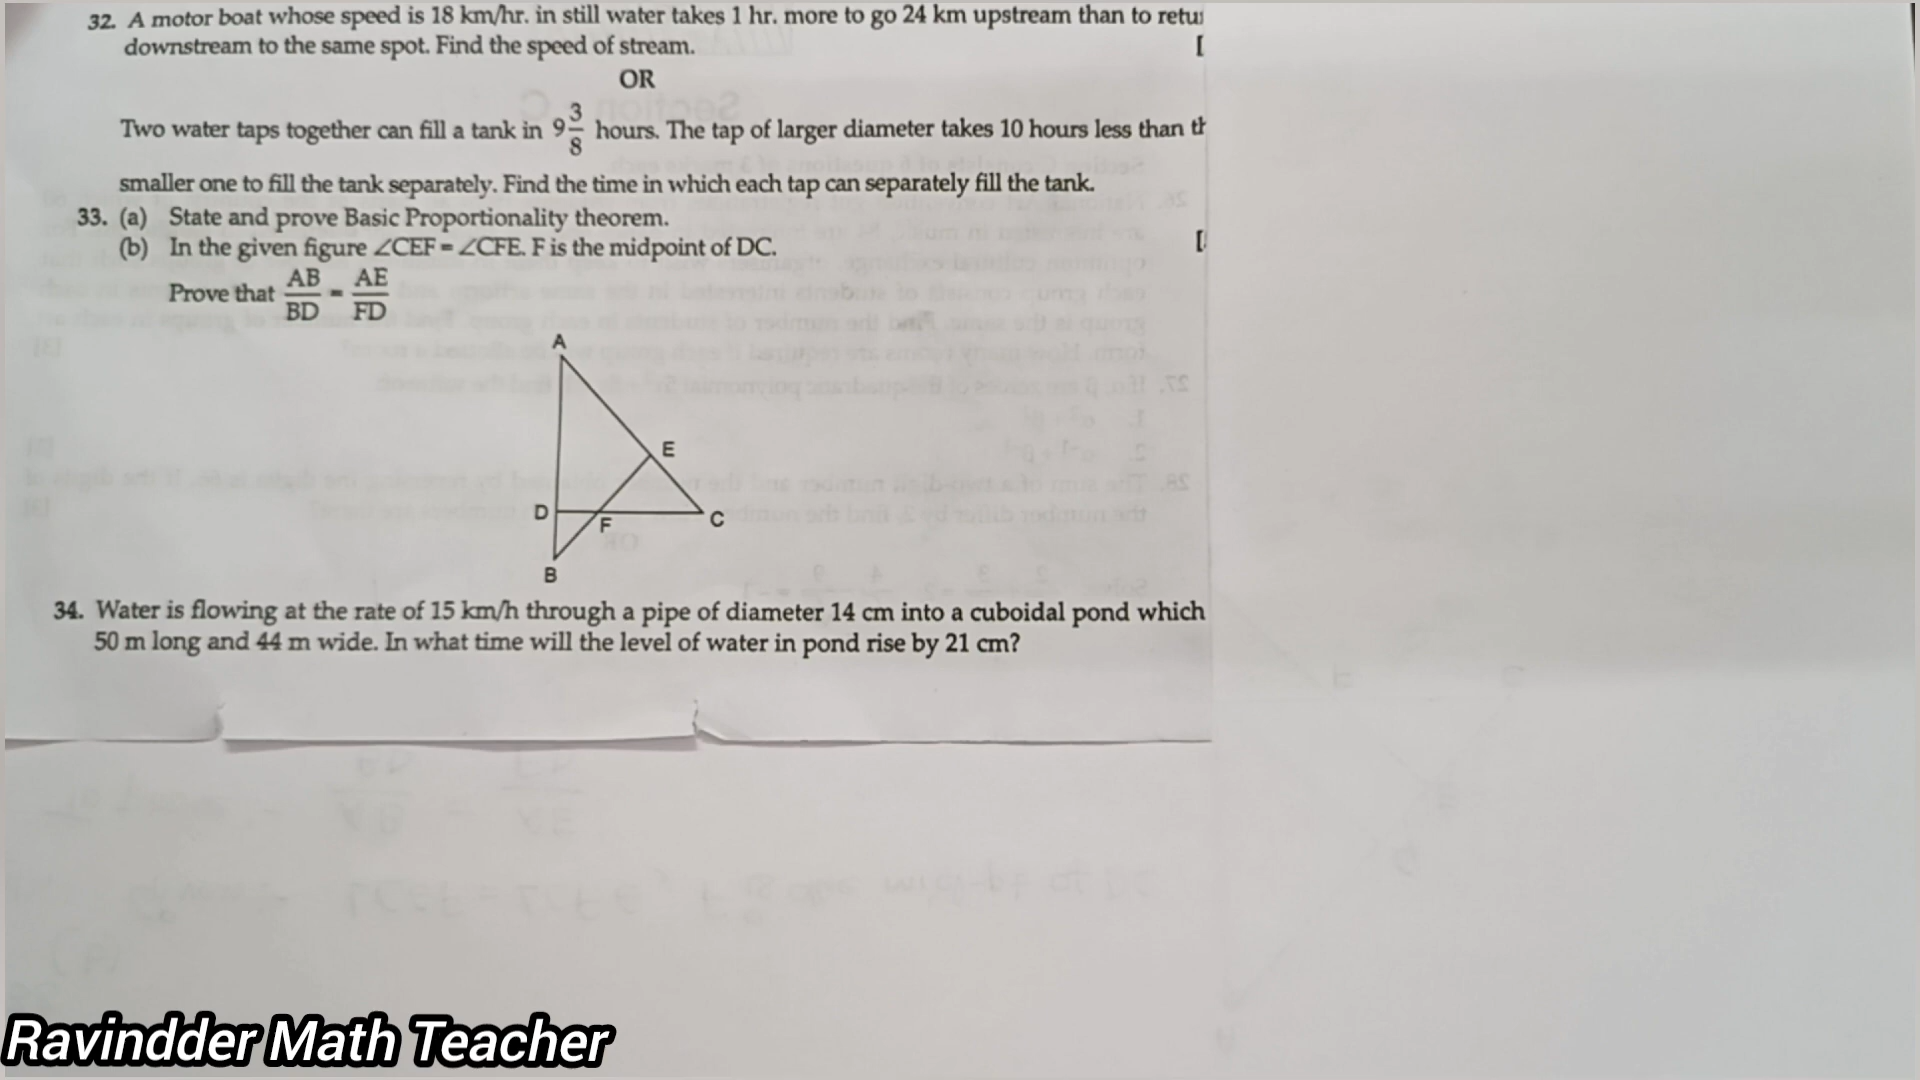 32. A motor boat whose speed is 18 km/hr. in still water takes 1 hr. more to go 24 km upstream than to
downstream to the same spot. Find the speed of stream. [
OR
Two water taps together can fill a tank in 9 3/8 hours. The tap of larger diameter takes 10 hours less than
smaller one to fill the tank separately. Find the time in which each tap can separately fill the tank.
33. (a) State and prove Basic Proportionality theorem.
(b) In the given figure ∠CEF = ∠CFE. F is the midpoint of DC. [
Prove that AB/BD = AE/FD
A
E
D
F
C
B
34. Water is flowing at the rate of 15 km/h through a pipe of diameter 14 cm into a cuboidal pond which
50 m long and 44 m wide. In what time will the level of water in pond rise by 21 cm?
Ravindder Math Teacher